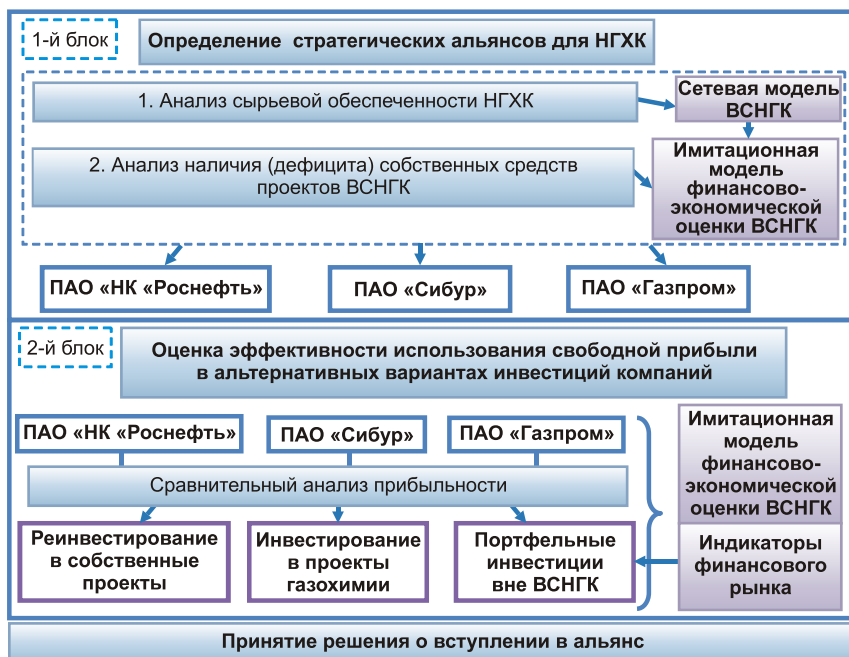 1-й блок
Определение стратегических альянсов для НГХК
1. Анализ сырьевой обеспеченности НГХК
Сетевая модель
ВСНГК
2. Анализ наличия (дефицита) собственных средств
проектов ВСНГК
Имитационная
модель
финансово-
экономической
оценки ВСНГК
ПАО «НК «Роснефть»
ПАО «Сибур»
ПАО «Газпром»
2-й блок
Оценка эффективности использования свободной прибыли
в альтернативных вариантах инвестиций компаний
ПАО «НК «Роснефть»
ПАО «Сибур»
ПАО «Газпром»
Имитационная
модель
финансово-
экономической
оценки ВСНГК
Сравнительный анализ прибыльности
Реинвестирование
в собственные
проекты
Инвестирование
в проекты
газохимии
Портфельные
инвестиции
вне ВСНГК
Индикаторы
финансового
рынка
Принятие решения о вступлении в альянс